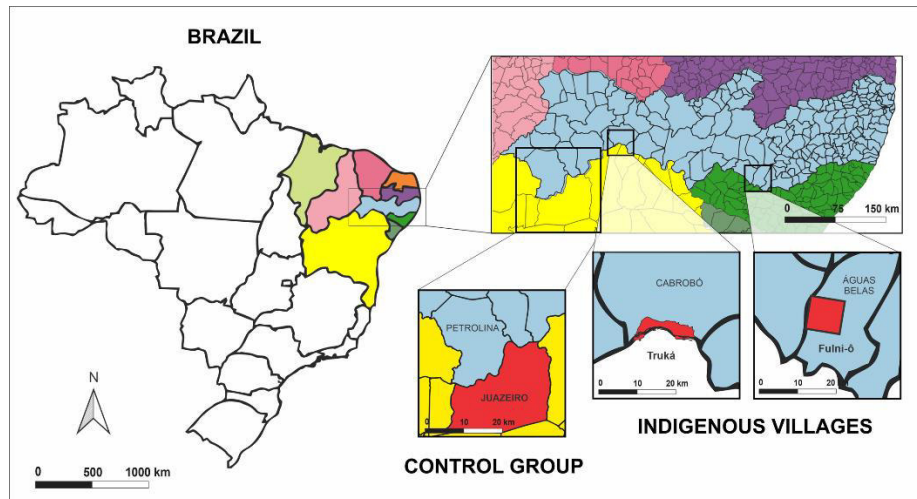 BRAZIL
N
0 500 1000 km
0 75 150 km
PETROLINA
JUAZEIRO
0 10 20 km
CONTROL GROUP
CABROBÓ
Truká
0 10 20 km
ÁGUAS
BELAS
Fulni-ô
0 10 20 km
INDIGENOUS VILLAGES